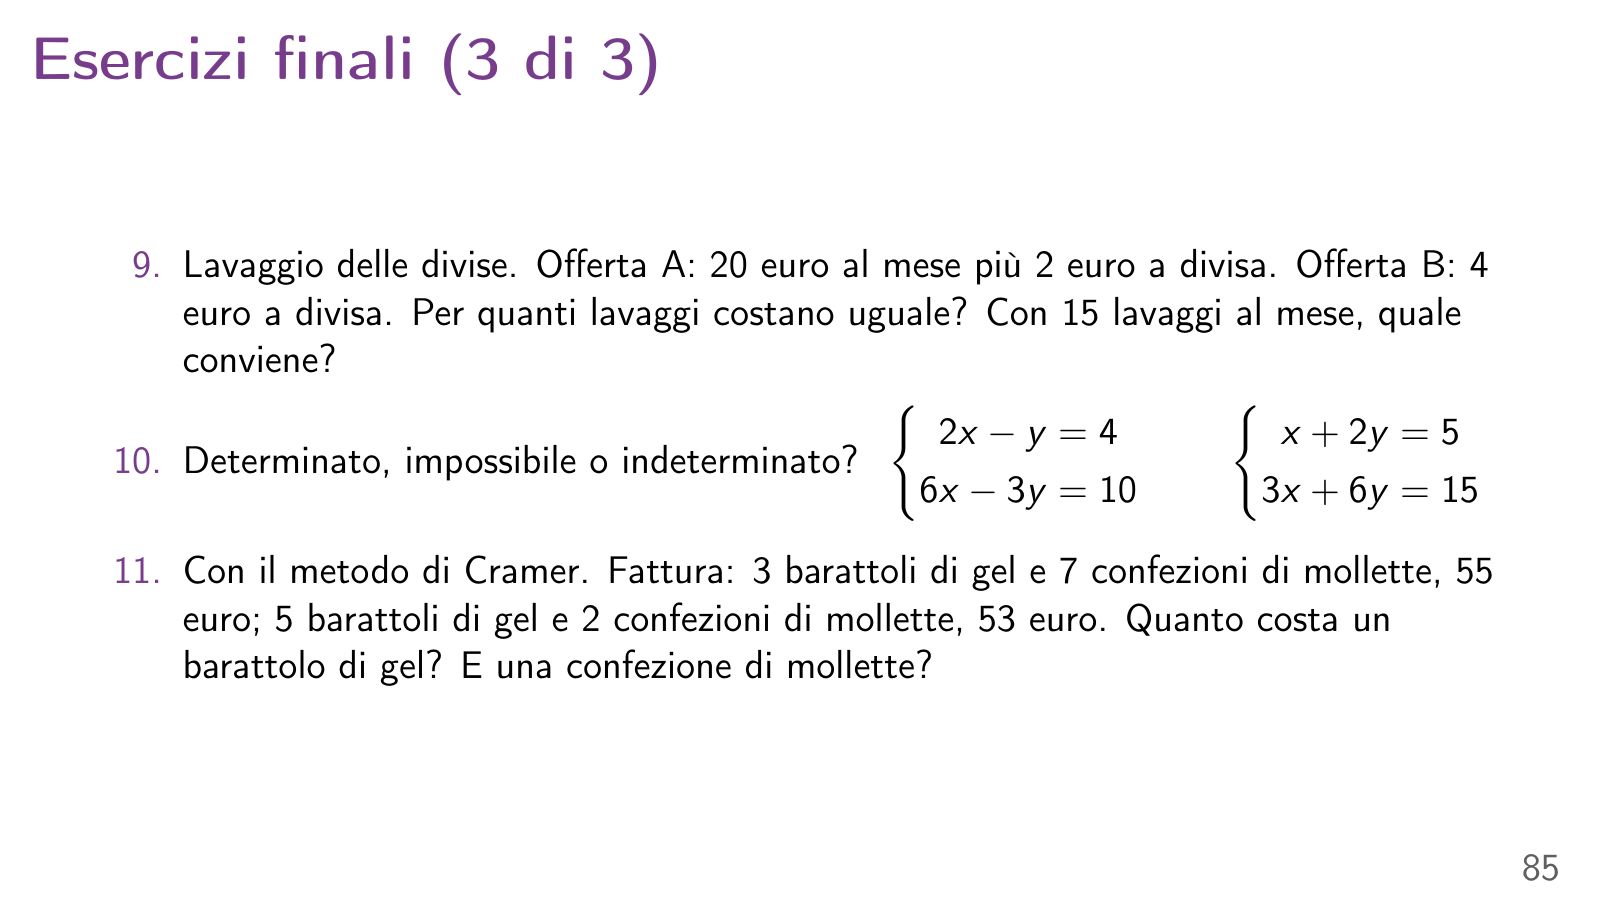 Esercizi finali (3 di 3)
9. Lavaggio delle divise. Offerta A: 20 euro al mese più 2 euro a divisa. Offerta B: 4
euro a divisa. Per quanti lavaggi costano uguale? Con 15 lavaggi al mese, quale
conviene?
10. Determinato, impossibile o indeterminato? { 2x − y = 4 { x + 2y = 5
6x − 3y = 10 3x + 6y = 15
11. Con il metodo di Cramer. Fattura: 3 barattoli di gel e 7 confezioni di mollette, 55
euro; 5 barattoli di gel e 2 confezioni di mollette, 53 euro. Quanto costa un
barattolo di gel? E una confezione di mollette?
85